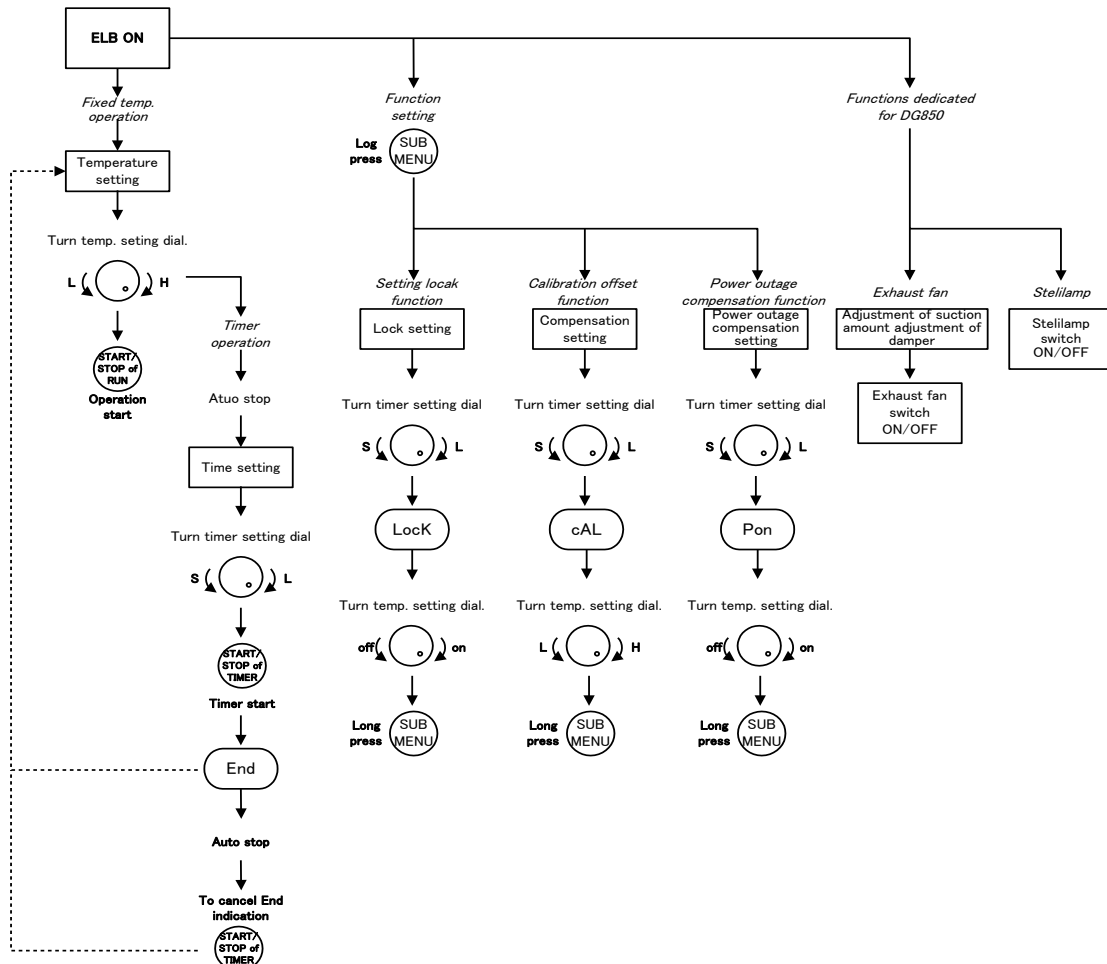 ELB ON
Fixed temp.
operation
Temperature
setting
Turn temp. seting dial.
L
H
START/
STOP of
RUN
Operation
start
Timer
operation
Atuo stop
Time setting
Turn timer setting dial
S
L
START/
STOP of
TIMER
Timer start
End
Auto stop
To cancel End
indication
START/
STOP of
TIMER
Function
setting
Log
press
SUB
MENU
Setting locak
function
Lock setting
Turn timer setting dial
S
L
LocK
Turn temp. setting dial.
off
on
Long
press
SUB
MENU
Calibration offset
function
Compensation
setting
Turn timer setting dial
S
L
cAL
Turn temp. setting dial.
L
H
Long
press
SUB
MENU
Power outage
compensation function
Power outage
compensation
setting
Turn timer setting dial
S
L
Pon
Turn temp. setting dial.
off
on
Long
press
SUB
MENU
Functions dedicated
for DG850
Exhaust fan
Adjustment of suction
amount adjustment of
damper
Exhaust fan
switch
ON/OFF
Stelilamp
Stelilamp
switch
ON/OFF